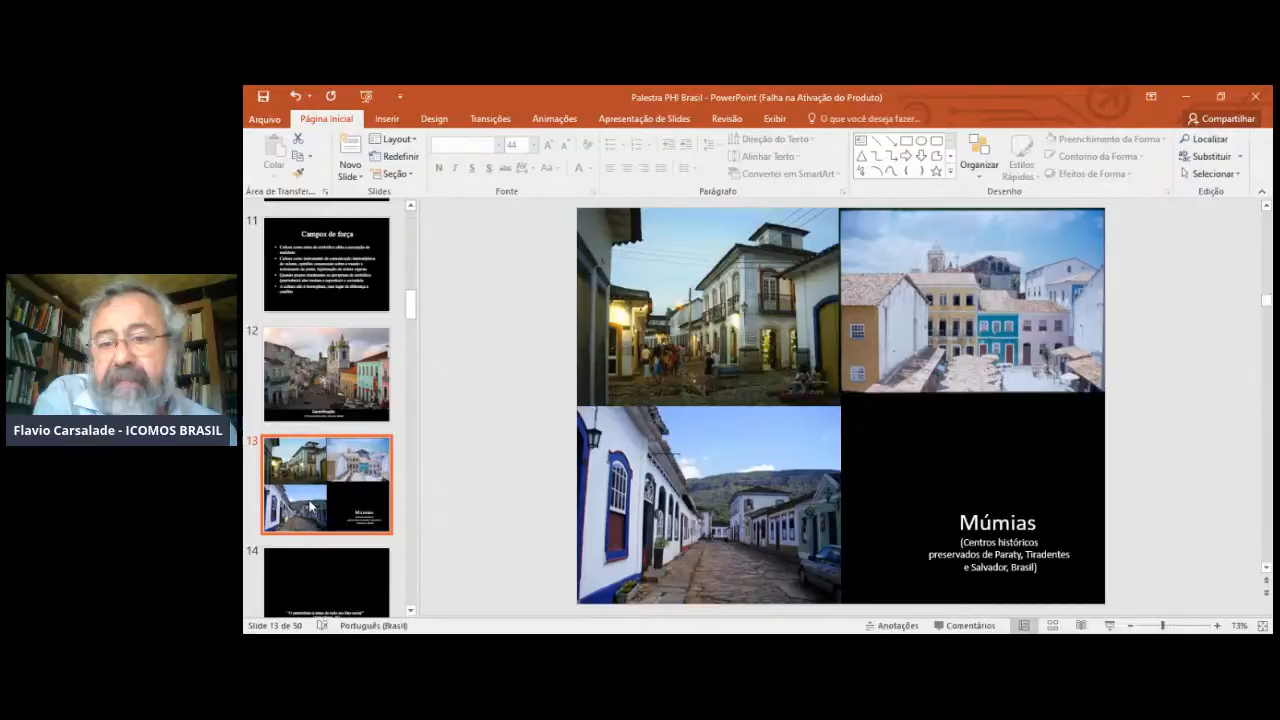 Palestra PHI Brasil - PowerPoint (Falha na Ativação do Produto)
Arquivo Página Inicial Inserir Design Transições Animações Apresentação de Slides Revisão Exibir O que você deseja fazer... Compartilhar
Colar
Novo Slide
Layout
Redefinir
Seção
44
N I S S abc AV Aa A
Direção do Texto
Alinhar Texto
Converter em SmartArt
Organizar
Estilos Rápidos
Preenchimento da Forma
Contorno da Forma
Efeitos de Forma
Localizar
Substituir
Selecionar
Área de Transfer... Slides Fonte Parágrafo Desenho Edição
11
Campos de força
12
13
14
Flavio Carsalade - ICOMOS BRASIL
Múmias
(Centros históricos
preservados de Paraty, Tiradentes
e Salvador, Brasil)
Slide 13 de 50 Português (Brasil) Anotações Comentários 73%